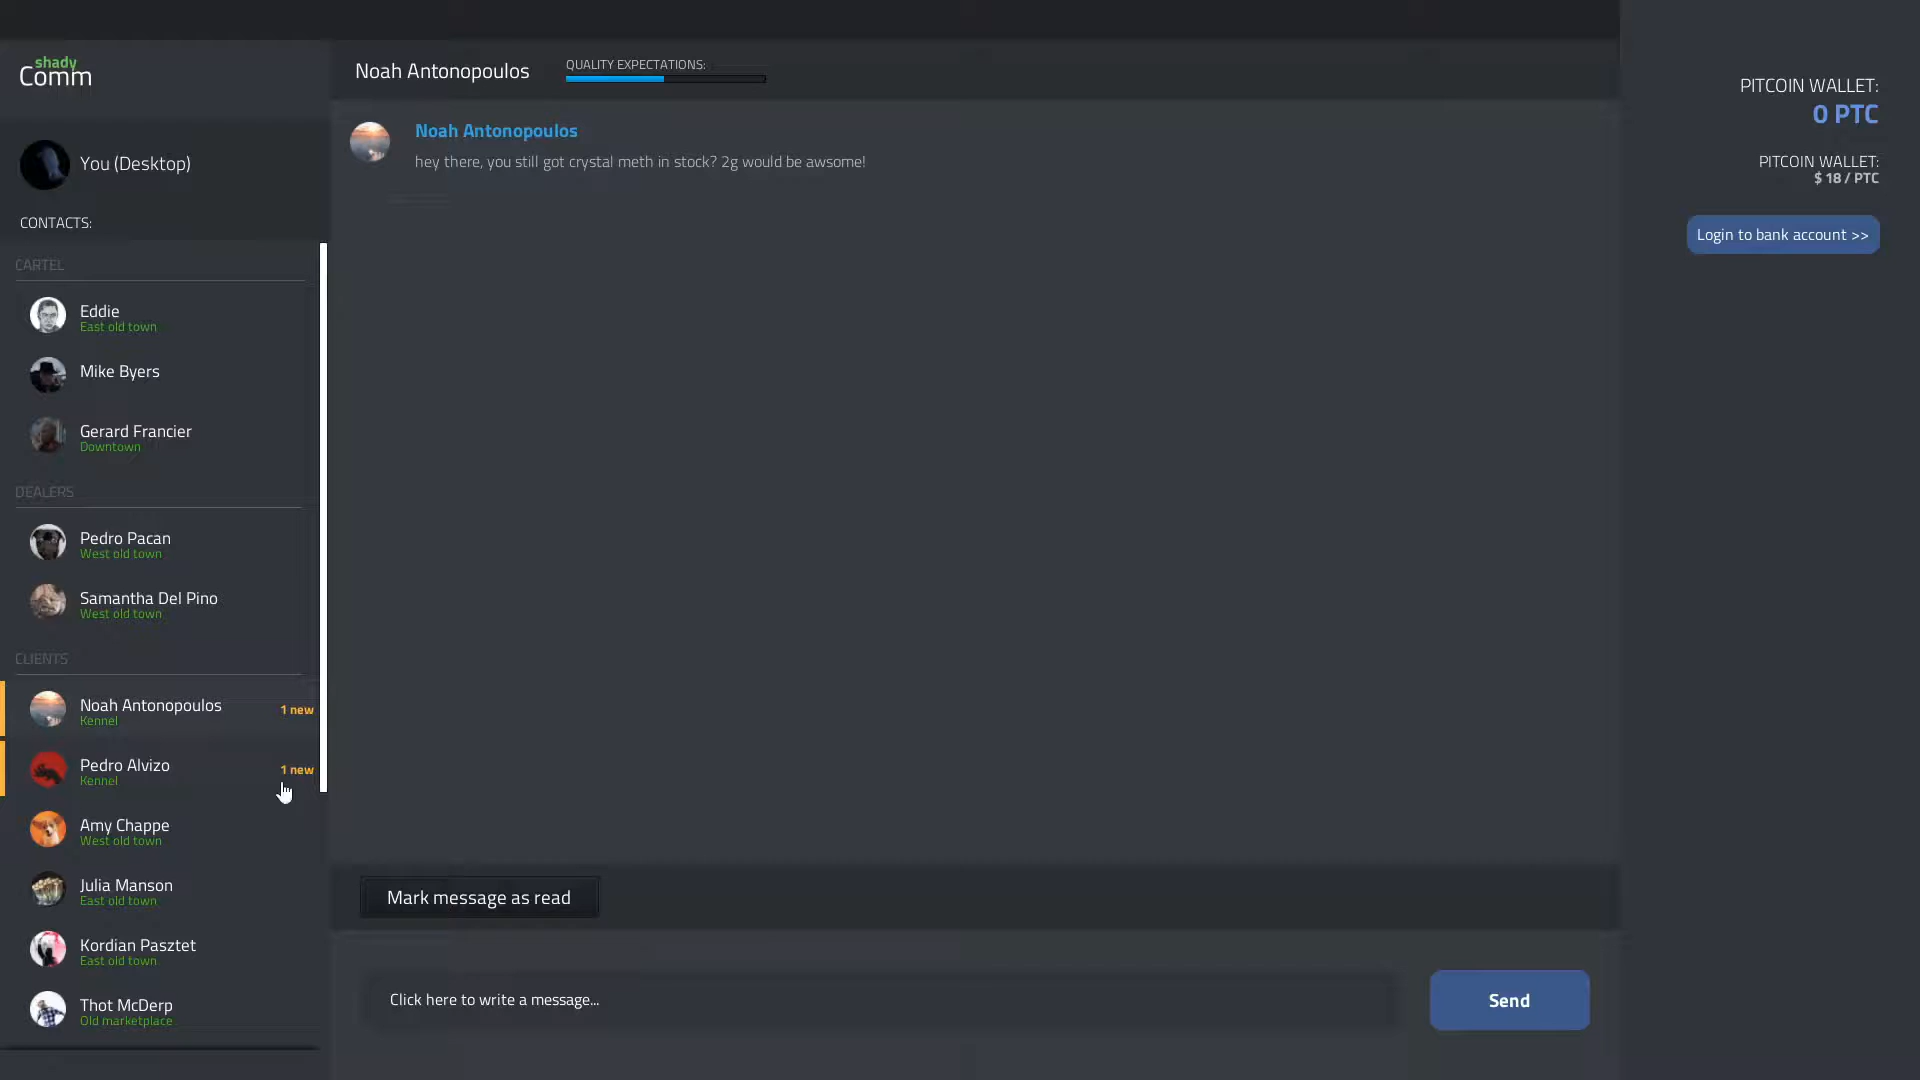 shady
Comm
You (Desktop)
CONTACTS:
CARTEL
Eddie
East old town
Mike Byers
Gerard Francier
Downtown
DEALERS
Pedro Pacan
West old town
Samantha Del Pino
West old town
CLIENTS
Noah Antonopoulos
Kennel
1 new
Pedro Alvizo
Kennel
1 new
Amy Chappe
West old town
Julia Manson
East old town
Kordian Pasztet
East old town
Thot McDerp
Old marketplace
Noah Antonopoulos
QUALITY EXPECTATIONS:
Noah Antonopoulos
hey there, you still got crystal meth in stock? 2g would be awsome!
Mark message as read
Click here to write a message...
Send
PITCOIN WALLET:
0 PTC
PITCOIN WALLET:
$ 18 / PTC
Login to bank account >>